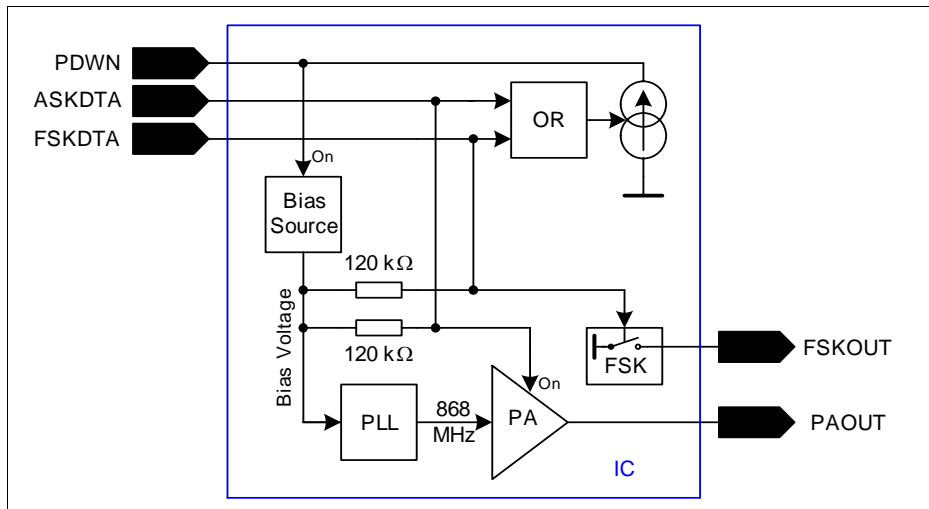 PDWN
ASKDTA
FSKDTA
On
OR
Bias
Source
120 kΩ
120 kΩ
Bias Voltage
FSK
FSKOUT
On
PLL
868
MHz
PA
PAOUT
IC